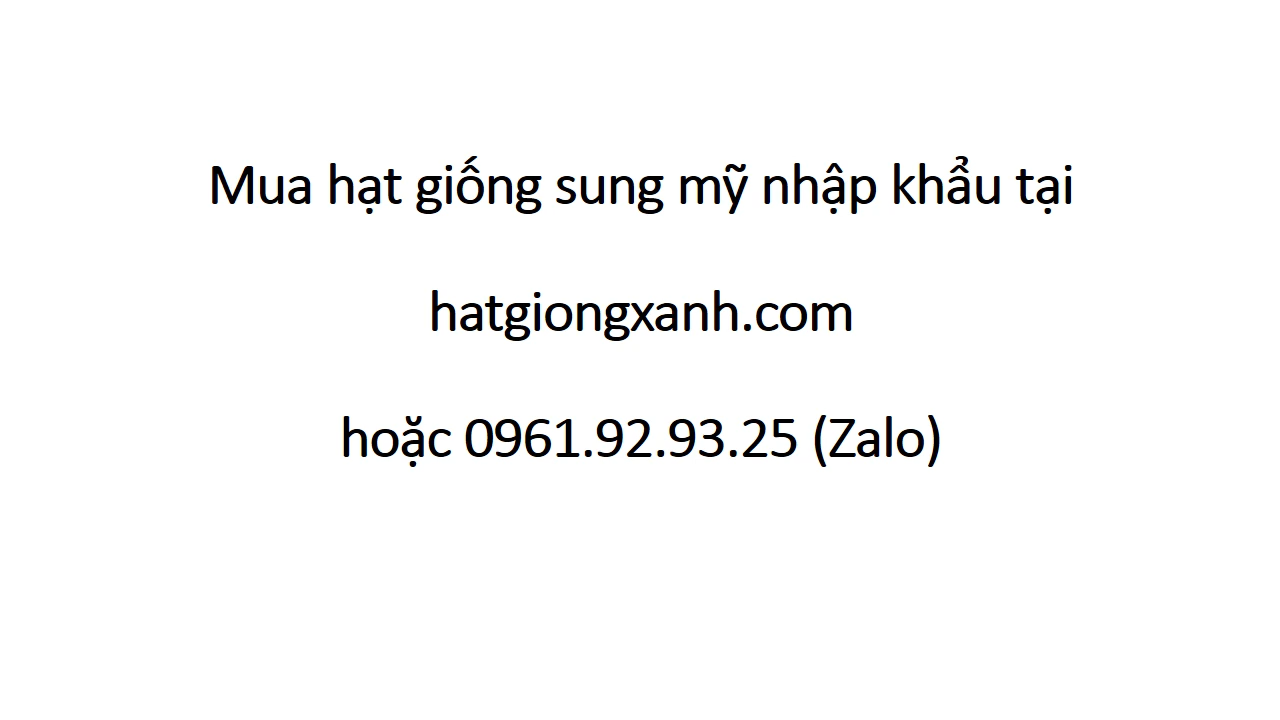 Mua hạt giống sung mỹ nhập khẩu tại
hatgiongxanh.com
hoặc 0961.92.93.25 (Zalo)